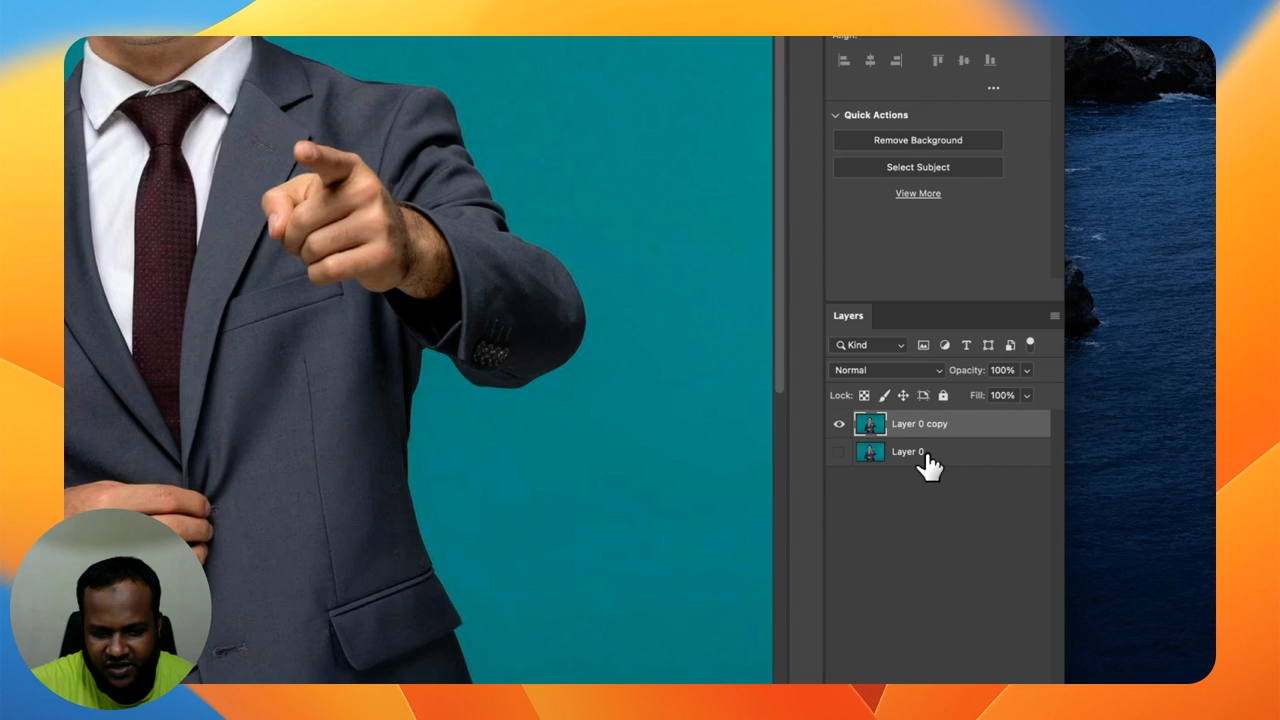 Align:
Quick Actions
Remove Background
Select Subject
View More
Layers
Kind
Normal Opacity: 100%
Lock: Fill: 100%
Layer 0 copy
Layer 0